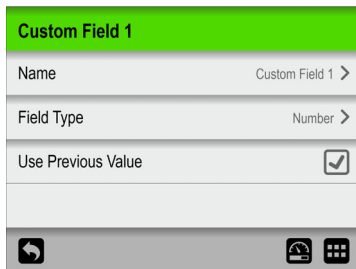 Custom Field 1
Name Custom Field 1
Field Type Number
Use Previous Value